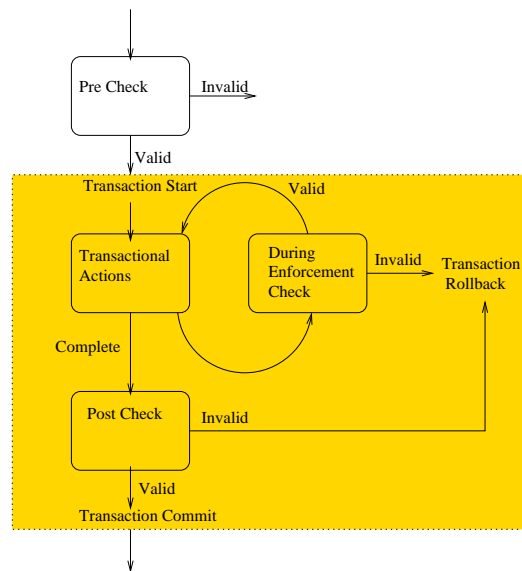 Pre Check
Invalid
Valid
Transaction Start
Valid
Transactional
Actions
During
Enforcement
Check
Invalid
Transaction
Rollback
Complete
Post Check
Invalid
Valid
Transaction Commit